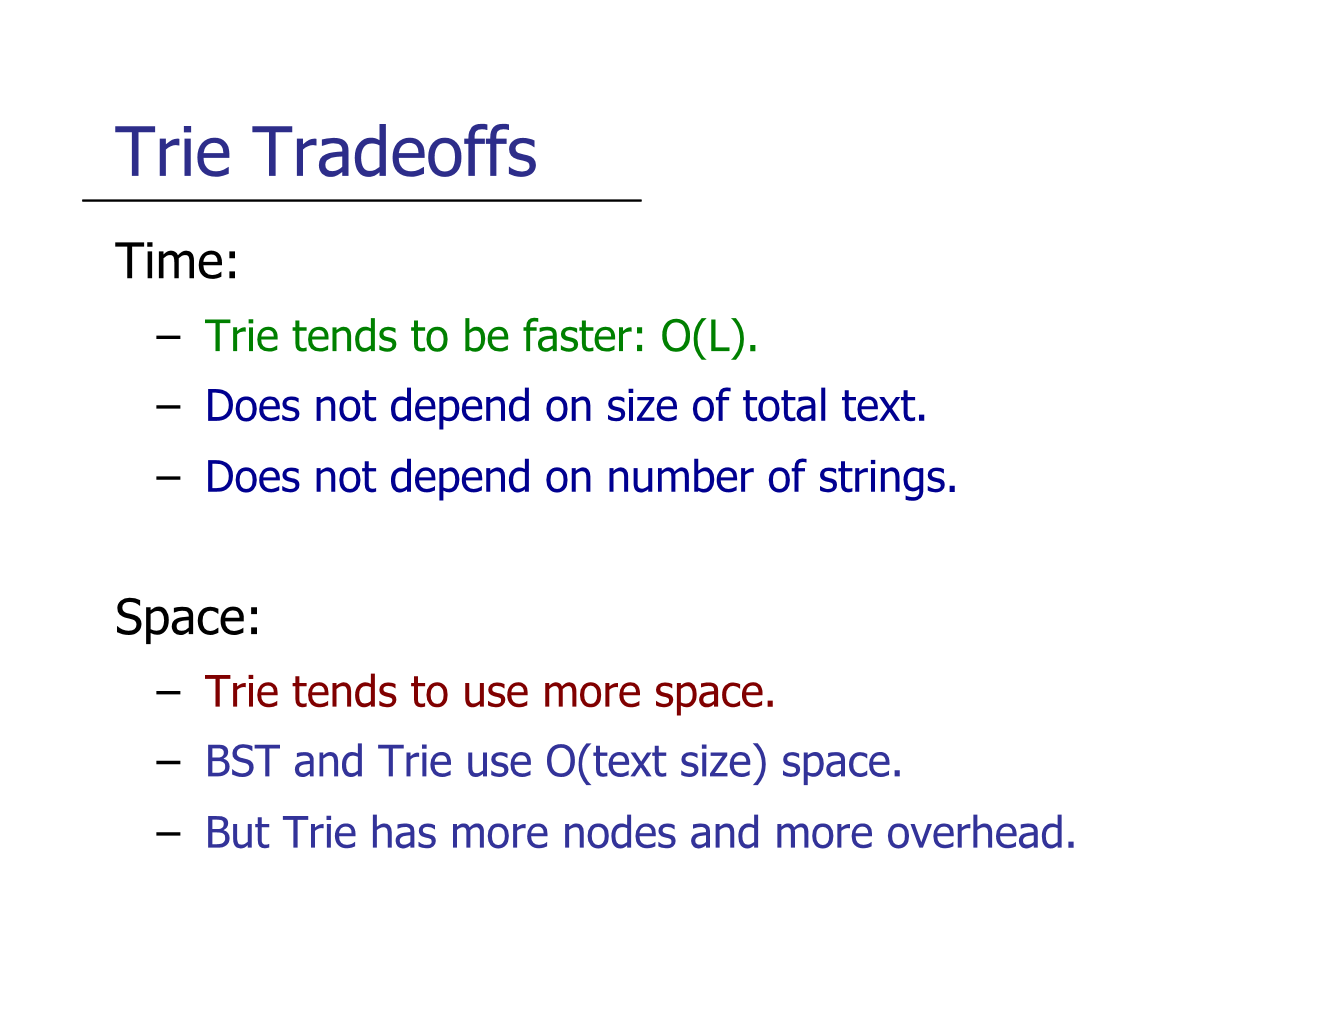 Trie Tradeoffs
Time:
– Trie tends to be faster: O(L).
– Does not depend on size of total text.
– Does not depend on number of strings.
Space:
– Trie tends to use more space.
– BST and Trie use O(text size) space.
– But Trie has more nodes and more overhead.